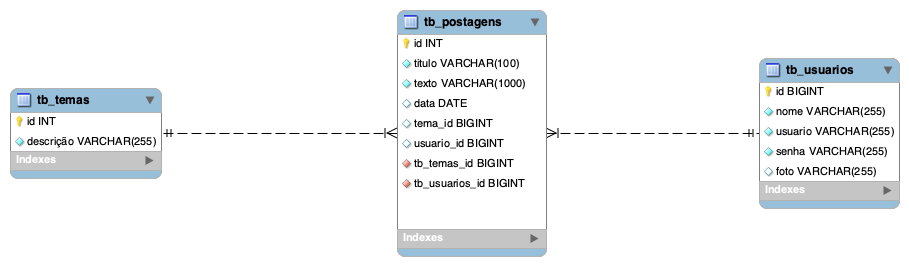 tb_temas
id INT
descrição VARCHAR(255)
Indexes
tb_postagens
id INT
titulo VARCHAR(100)
texto VARCHAR(1000)
data DATE
tema_id BIGINT
usuario_id BIGINT
tb_temas_id BIGINT
tb_usuarios_id BIGINT
Indexes
tb_usuarios
id BIGINT
nome VARCHAR(255)
usuario VARCHAR(255)
senha VARCHAR(255)
foto VARCHAR(255)
Indexes